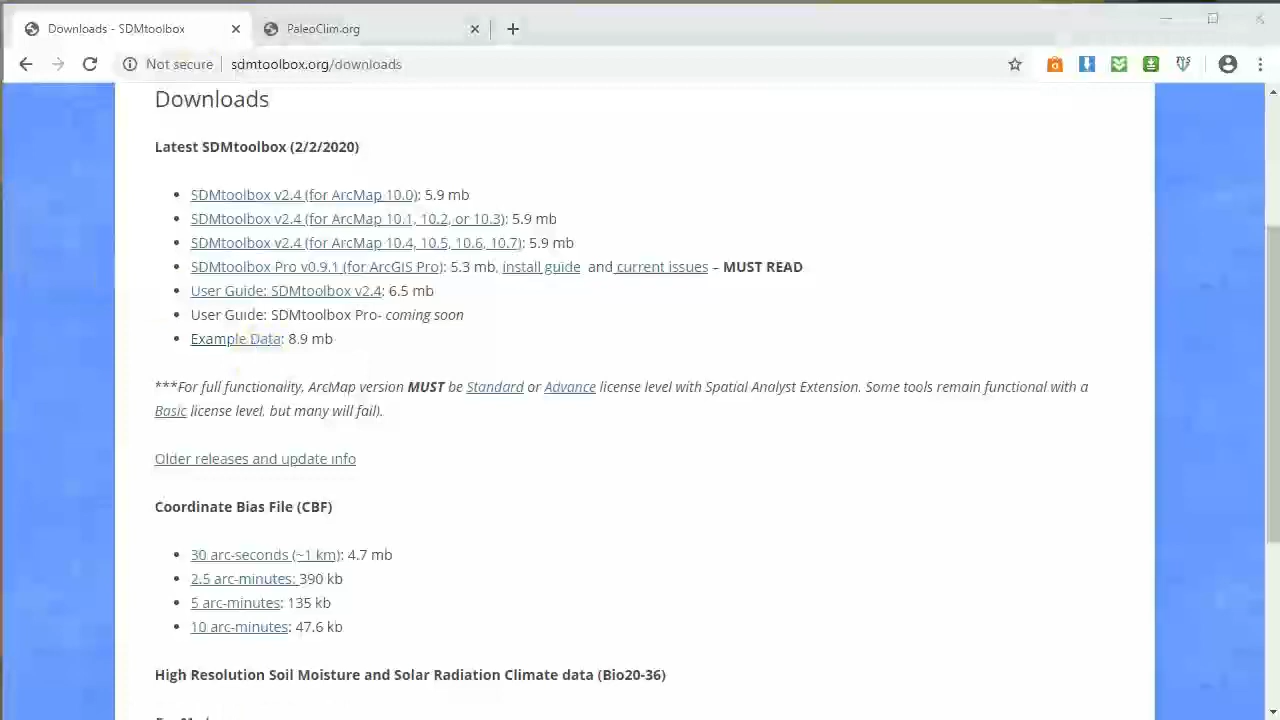 Downloads - SDMtoolbox
PaleoClim.org
Not secure
sdmtoolbox.org/downloads
Downloads
Latest SDMtoolbox (2/2/2020)
SDMtoolbox v2.4 (for ArcMap 10.0): 5.9 mb
SDMtoolbox v2.4 (for ArcMap 10.1, 10.2, or 10.3): 5.9 mb
SDMtoolbox v2.4 (for ArcMap 10.4, 10.5, 10.6, 10.7): 5.9 mb
SDMtoolbox Pro v0.9.1 (for ArcGIS Pro): 5.3 mb, install guide and current issues – MUST READ
User Guide: SDMtoolbox v2.4: 6.5 mb
User Guide: SDMtoolbox Pro- coming soon
Example Data: 8.9 mb
***For full functionality, ArcMap version MUST be Standard or Advance license level with Spatial Analyst Extension. Some tools remain functional with a
Basic license level, but many will fail).
Older releases and update info
Coordinate Bias File (CBF)
30 arc-seconds (~1 km): 4.7 mb
2.5 arc-minutes: 390 kb
5 arc-minutes: 135 kb
10 arc-minutes: 47.6 kb
High Resolution Soil Moisture and Solar Radiation Climate data (Bio20-36)